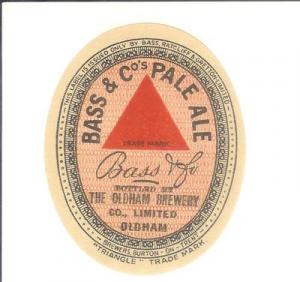 THIS LABEL IS ISSUED ONLY BY BASS, RATCLIFF & GRETTON LIMITED
BASS & Co's PALE ALE
TRADE MARK
Bass & Co
BOTTLED BY
THE OLDHAM BREWERY
CO., LIMITED
OLDHAM
BREWERS, BURTON-ON-TRENT
"TRIANGLE" TRADE MARK